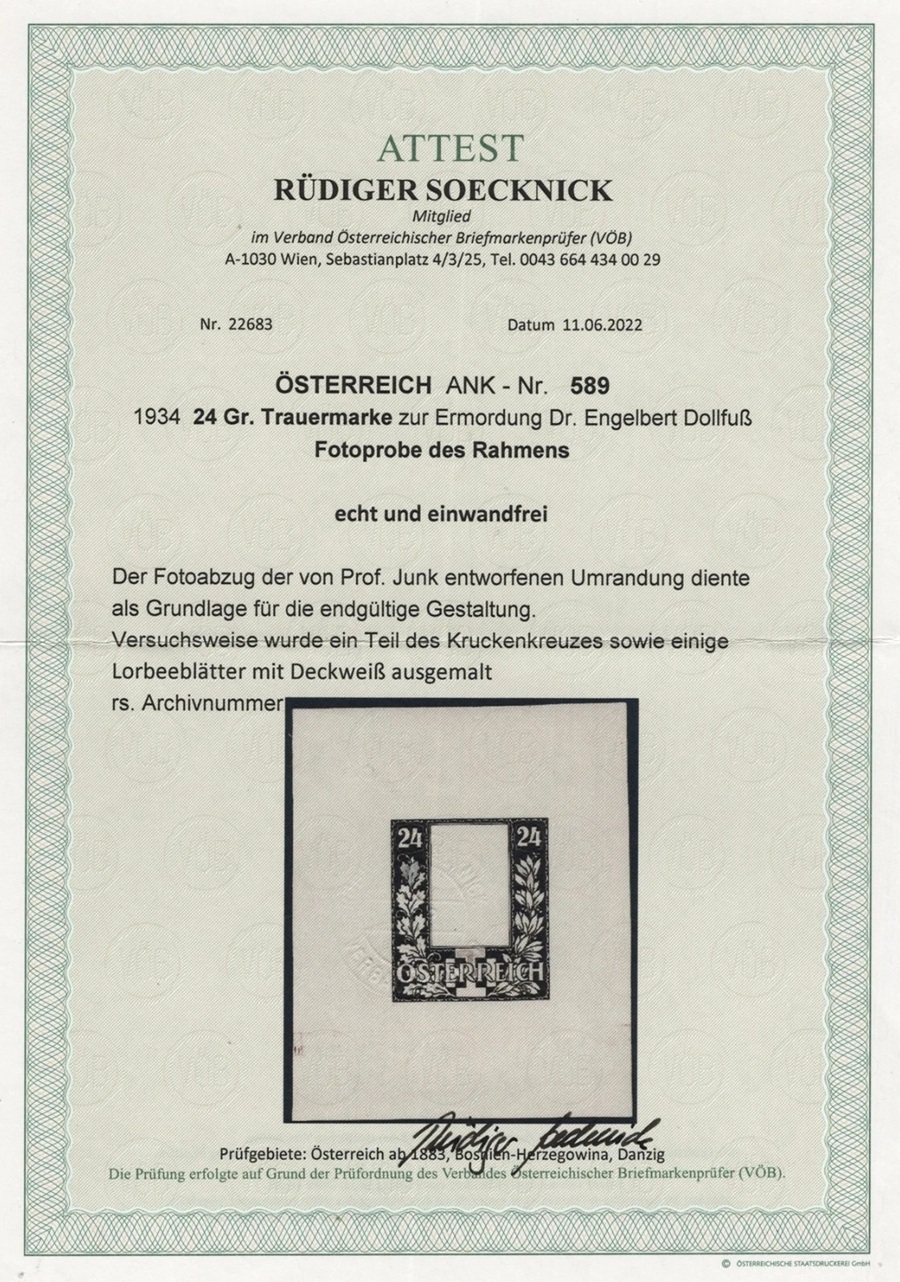 ATTEST
RÜDIGER SOECKNICK
Mitglied
im Verband Österreichischer Briefmarkenprüfer (VÖB)
A-1030 Wien, Sebastianplatz 4/3/25, Tel. 0043 664 434 00 29
Nr. 22683 Datum 11.06.2022
ÖSTERREICH ANK - Nr. 589
1934 24 Gr. Trauermarke zur Ermordung Dr. Engelbert Dollfuß
Fotoprobe des Rahmens
echt und einwandfrei
Der Fotoabzug der von Prof. Junk entworfenen Umrandung diente
als Grundlage für die endgültige Gestaltung.
Versuchsweise wurde ein Teil des Kruckenkreuzes sowie einige
Lorbeeblätter mit Deckweiß ausgemalt
rs. Archivnummer
24 24
ÖSTERREICH
Rüdiger Soecknick
Prüfgebiete: Österreich ab 1883, Bosnien-Herzegowina, Danzig
Die Prüfung erfolgte auf Grund der Prüfordnung des Verbandes Österreichischer Briefmarkenprüfer (VÖB).
© ÖSTERREICHISCHE STAATSDRUCKEREI GmbH